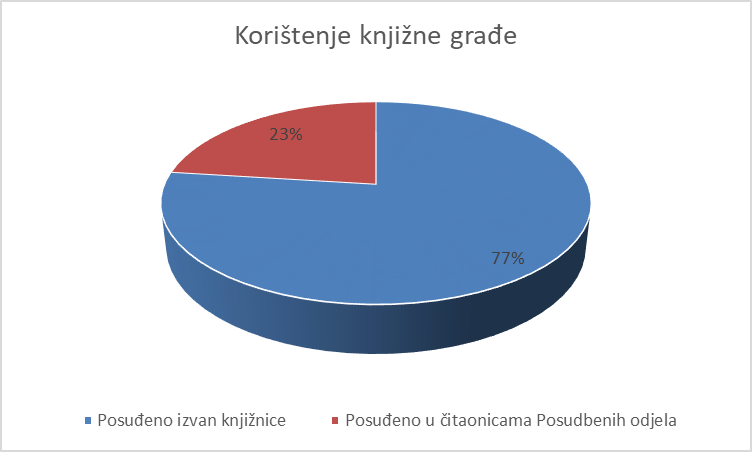 Korištenje knjižne građe
23%
77%
Posuđeno izvan knjižnice
Posuđeno u čitaonicama Posudbenih odjela